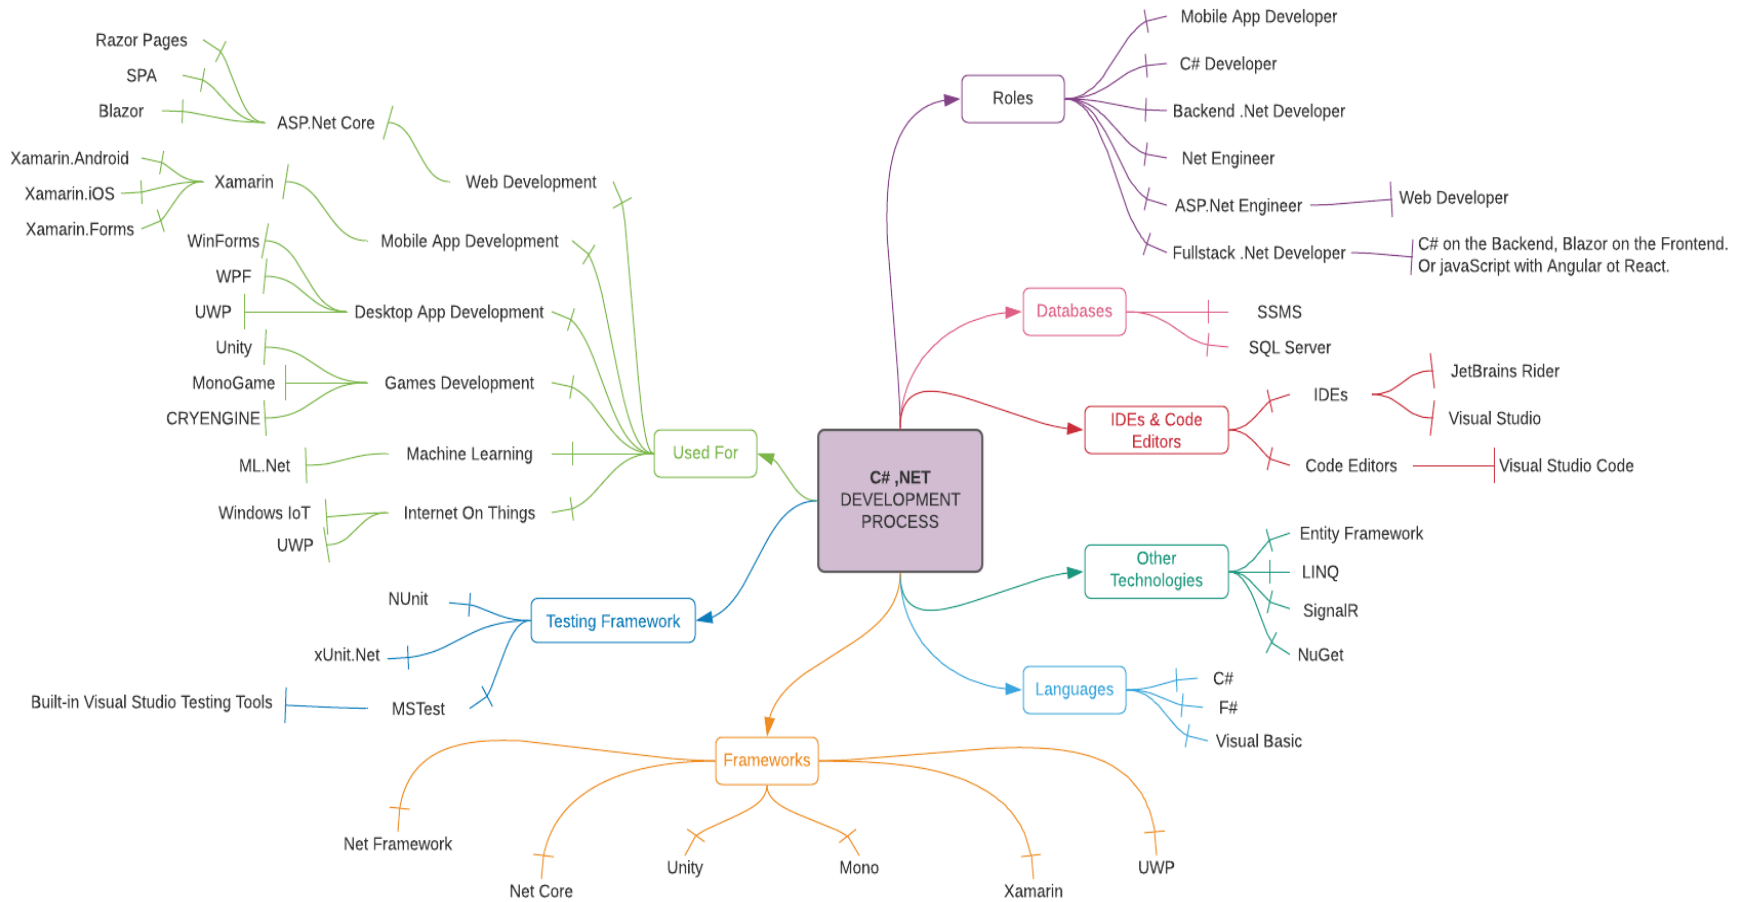 Razor Pages
SPA
Blazor
ASP.Net Core
Xamarin.Android
Xamarin.iOS
Xamarin.Forms
Xamarin
Web Development
Mobile App Development
WinForms
WPF
UWP
Desktop App Development
Unity
MonoGame
CRYENGINE
Games Development
ML.Net
Machine Learning
Windows IoT
UWP
Internet On Things
Used For
NUnit
xUnit.Net
Built-in Visual Studio Testing Tools
MSTest
Testing Framework
C# ,NET
DEVELOPMENT
PROCESS
Roles
Mobile App Developer
C# Developer
Backend .Net Developer
Net Engineer
ASP.Net Engineer
Web Developer
Fullstack .Net Developer
C# on the Backend, Blazor on the Frontend.
Or javaScript with Angular ot React.
Databases
SSMS
SQL Server
IDEs & Code
Editors
IDEs
JetBrains Rider
Visual Studio
Code Editors
Visual Studio Code
Other
Technologies
Entity Framework
LINQ
SignalR
NuGet
Languages
C#
F#
Visual Basic
Frameworks
Net Framework
Net Core
Unity
Mono
Xamarin
UWP